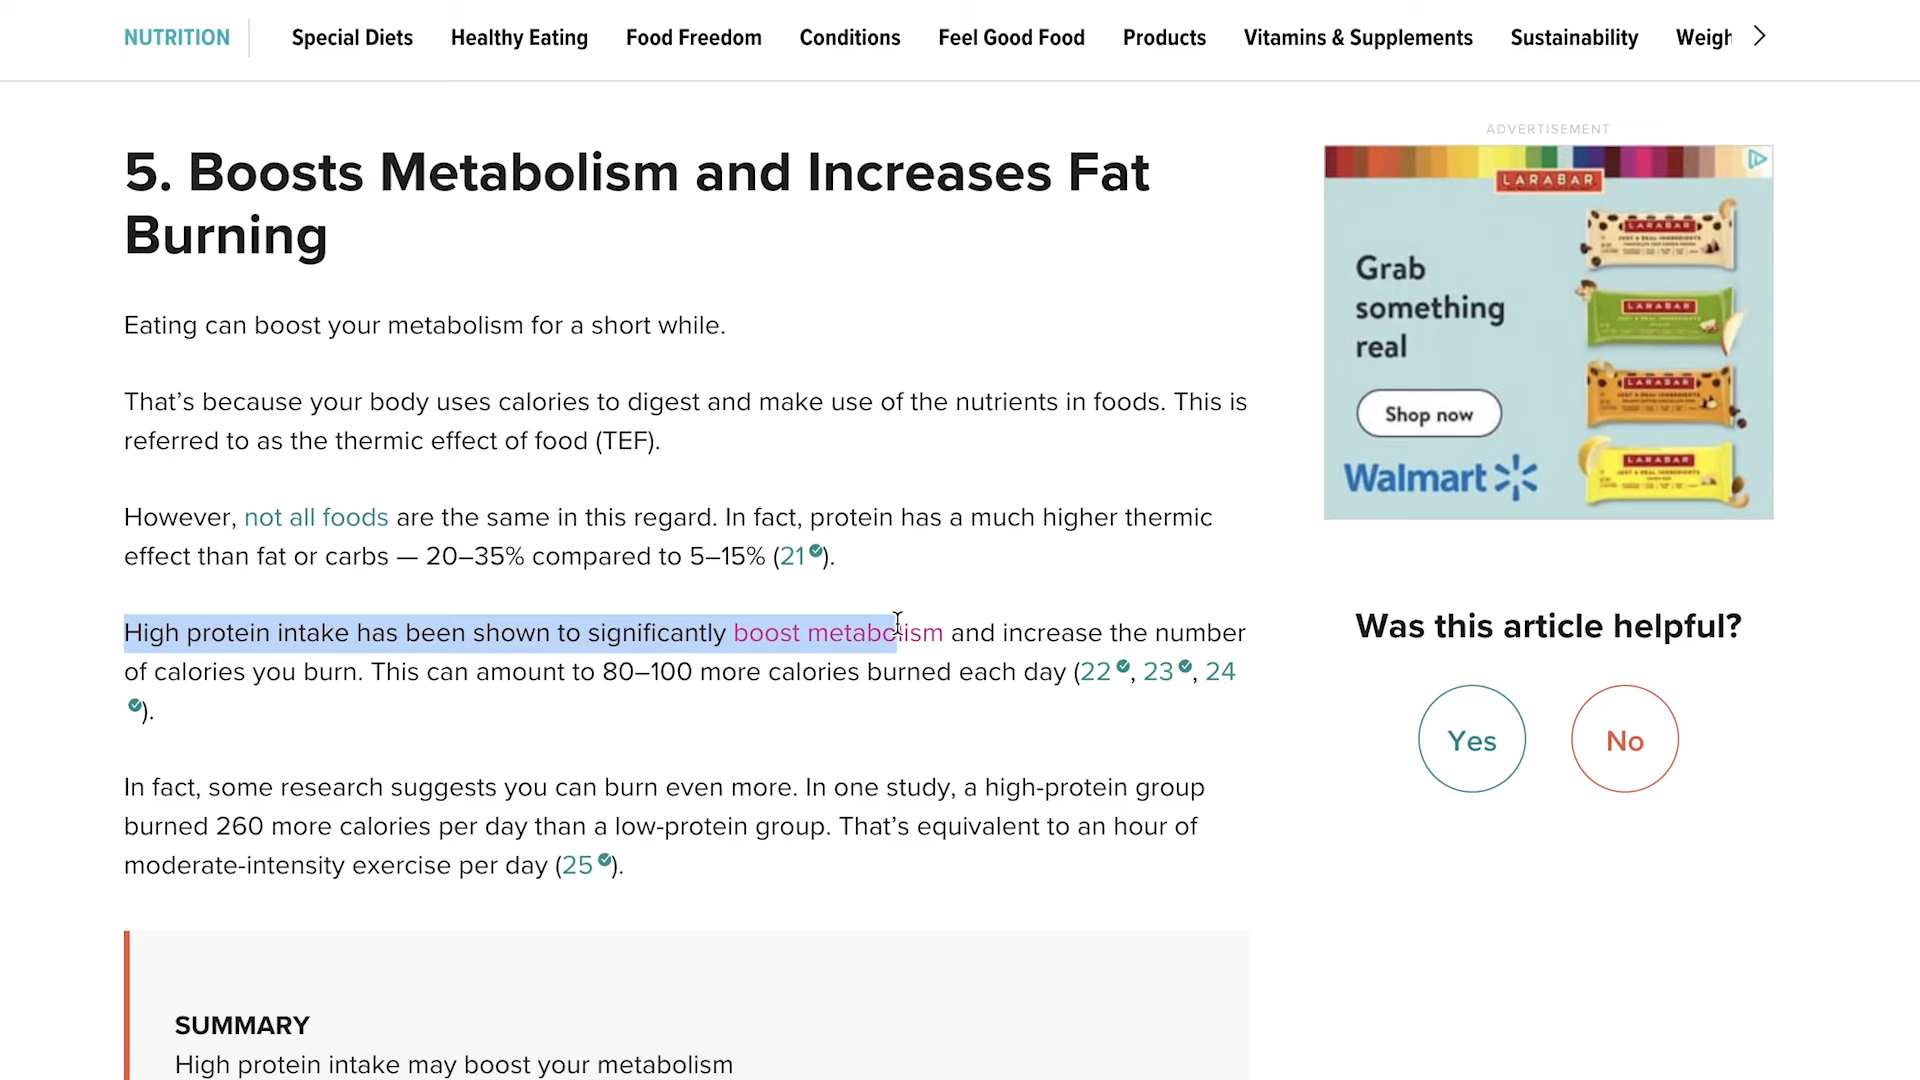 NUTRITION Special Diets Healthy Eating Food Freedom Conditions Feel Good Food Products Vitamins & Supplements Sustainability Weigh
5. Boosts Metabolism and Increases Fat
Burning
Eating can boost your metabolism for a short while.
That’s because your body uses calories to digest and make use of the nutrients in foods. This is
referred to as the thermic effect of food (TEF).
However, not all foods are the same in this regard. In fact, protein has a much higher thermic
effect than fat or carbs — 20–35% compared to 5–15% (21).
High protein intake has been shown to significantly boost metabolism and increase the number
of calories you burn. This can amount to 80–100 more calories burned each day (22, 23, 24
).
In fact, some research suggests you can burn even more. In one study, a high-protein group
burned 260 more calories per day than a low-protein group. That’s equivalent to an hour of
moderate-intensity exercise per day (25).
SUMMARY
High protein intake may boost your metabolism
ADVERTISEMENT
LARABAR
Grab
something
real
Shop now
Walmart
LARABAR
LARABAR
LARABAR
LARABAR
Was this article helpful?
Yes
No